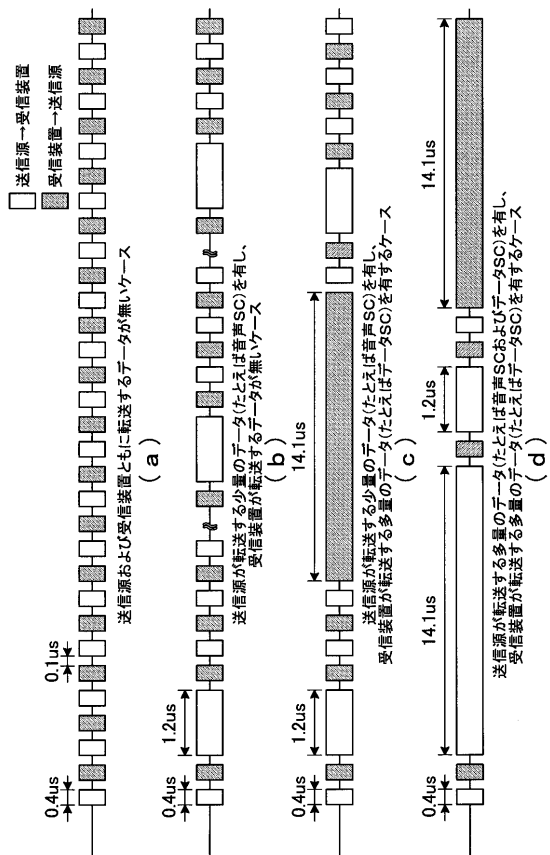 送信源→受信装置
受信装置→送信源
0.4us
0.1us
送信源および受信装置ともに転送するデータが無いケース
(a)
0.4us
1.2us
送信源が転送する少量のデータ(たとえば音声SC)を有し、
受信装置が転送するデータが無いケース
(b)
0.4us
1.2us
14.1us
送信源が転送する少量のデータ(たとえば音声SC)を有し、
受信装置が転送する多量のデータ(たとえばデータSC)を有するケース
(c)
0.4us
14.1us
1.2us
14.1us
送信源が転送する多量のデータ(たとえば音声SCおよびデータSC)を有し、
受信装置が転送する多量のデータ(たとえばデータSC)を有するケース
(d)